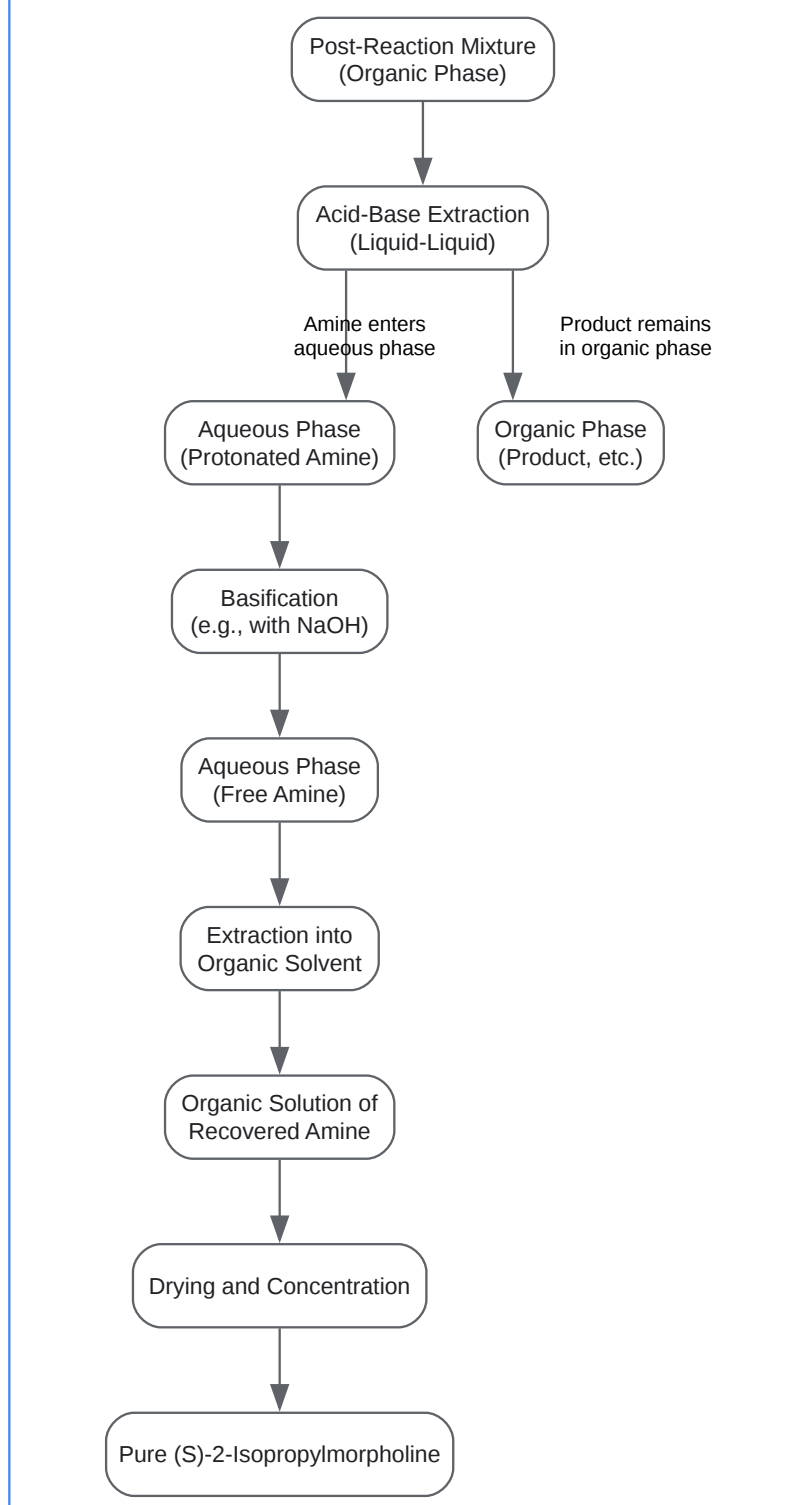 Post-Reaction Mixture
(Organic Phase)
Acid-Base Extraction
(Liquid-Liquid)
Amine enters
aqueous phase
Product remains
in organic phase
Aqueous Phase
(Protonated Amine)
Organic Phase
(Product, etc.)
Basification
(e.g., with NaOH)
Aqueous Phase
(Free Amine)
Extraction into
Organic Solvent
Organic Solution of
Recovered Amine
Drying and Concentration
Pure (S)-2-Isopropylmorpholine